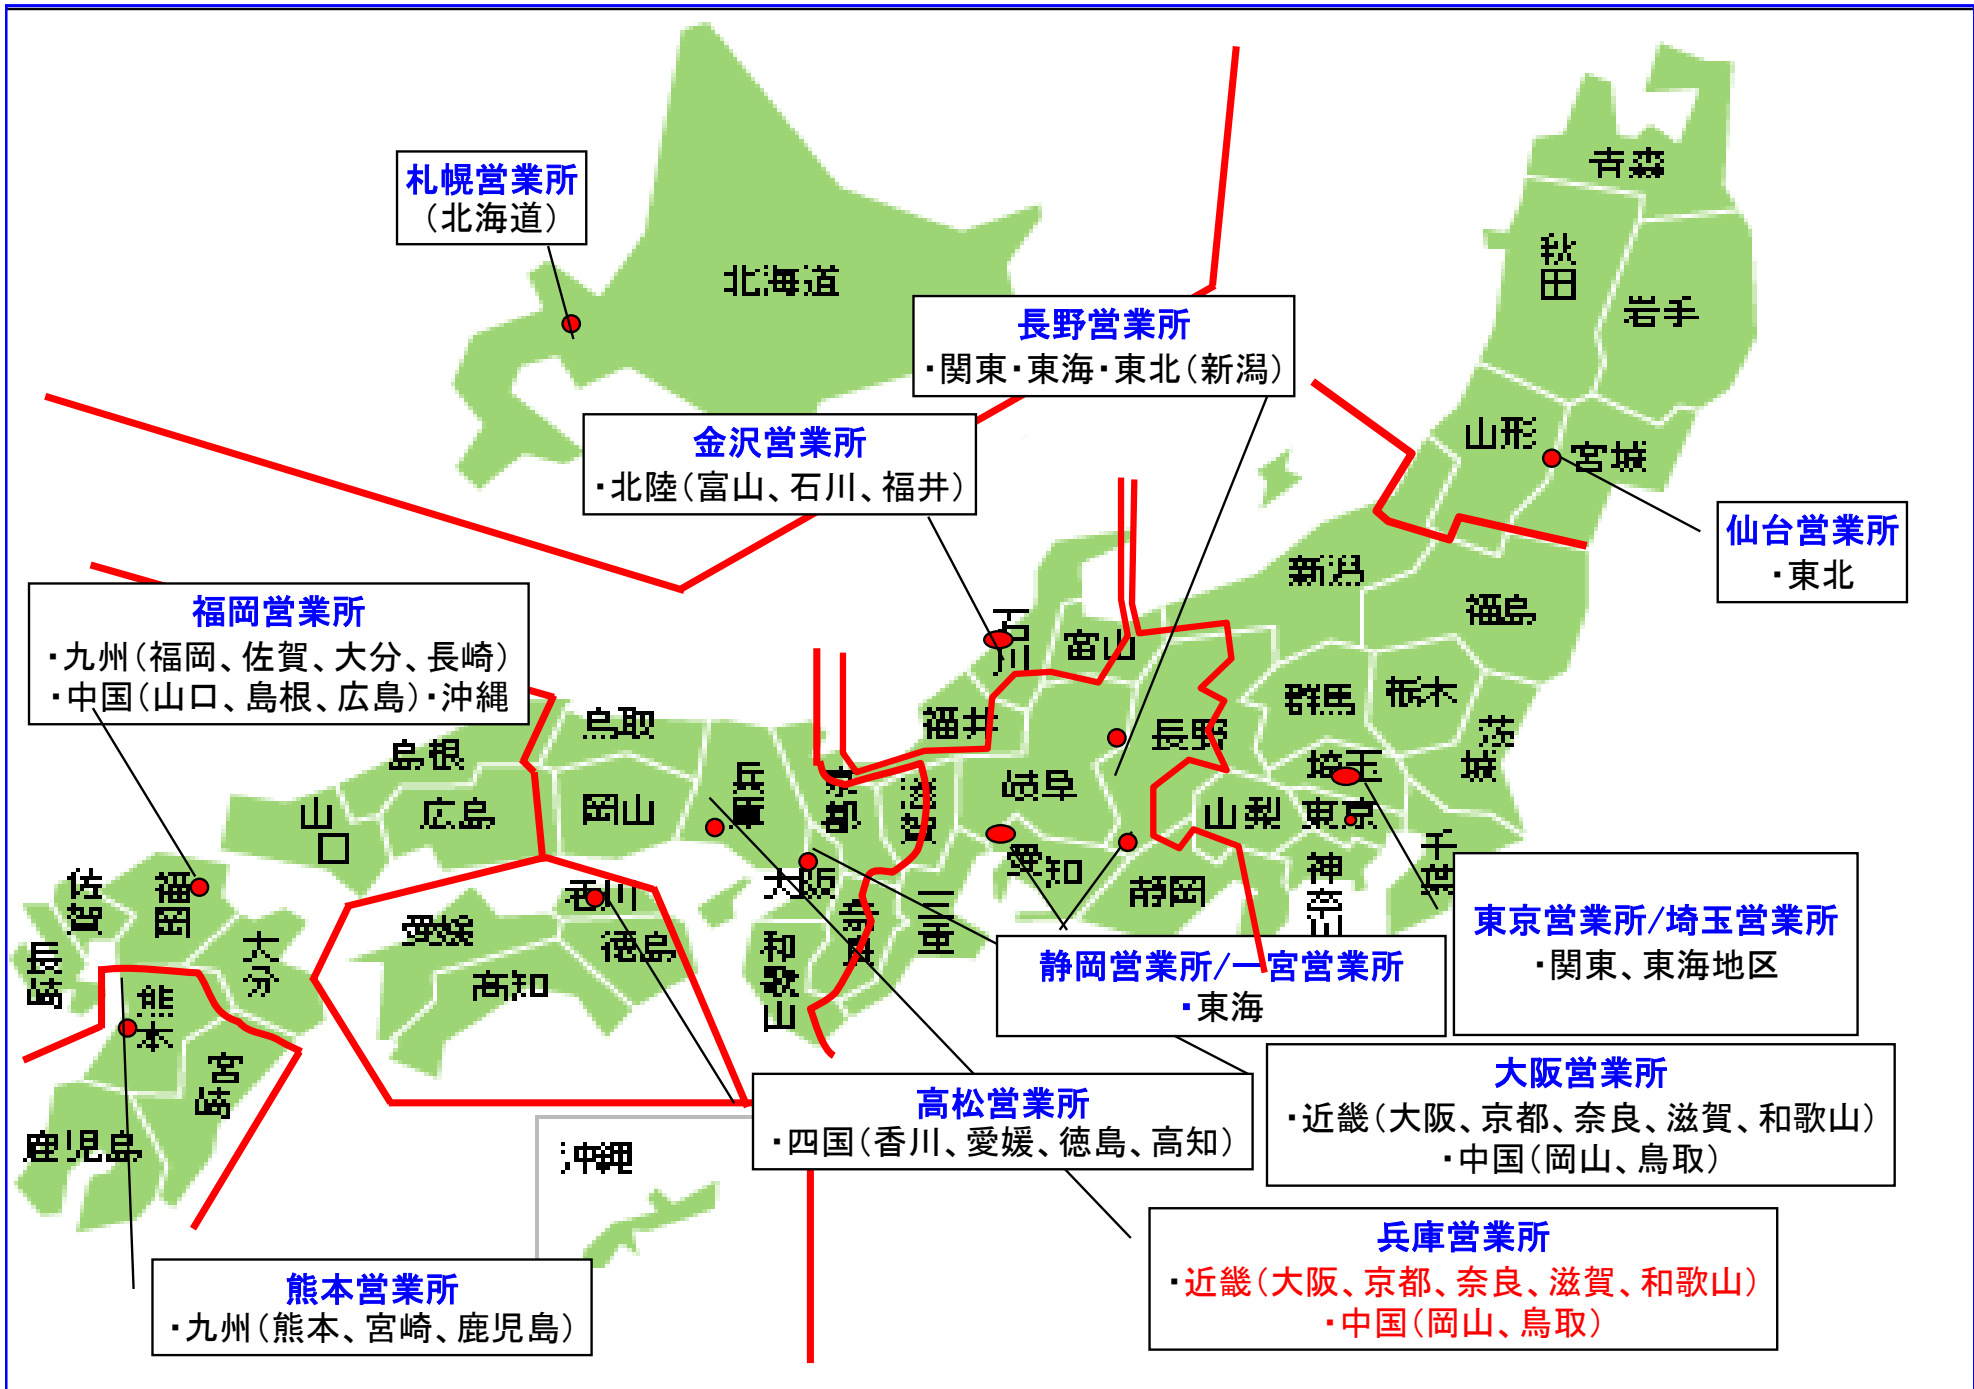 札幌営業所
（北海道）
北海道
青森
秋田
岩手
長野営業所
・関東・東海・東北（新潟）
金沢営業所
・北陸（富山、石川、福井）
山形
宮城
仙台営業所
・東北
新潟
福島
福岡営業所
・九州（福岡、佐賀、大分、長崎）
・中国（山口、島根、広島）・沖縄
石川
富山
群馬
栃木
茨城
福井
長野
鳥取
島根
岐阜
埼玉
兵庫
京都
滋賀
山梨
東京
岡山
広島
山口
千葉
愛知
静岡
神奈川
大阪
三重
奈良
和歌山
香川
愛媛
徳島
高知
佐賀
福岡
大分
長崎
熊本
宮崎
鹿児島
東京営業所/埼玉営業所
・関東、東海地区
静岡営業所/一宮営業所
・東海
大阪営業所
・近畿（大阪、京都、奈良、滋賀、和歌山）
・中国（岡山、鳥取）
高松営業所
・四国（香川、愛媛、徳島、高知）
沖縄
兵庫営業所
・近畿（大阪、京都、奈良、滋賀、和歌山）
・中国（岡山、鳥取）
熊本営業所
・九州（熊本、宮崎、鹿児島）